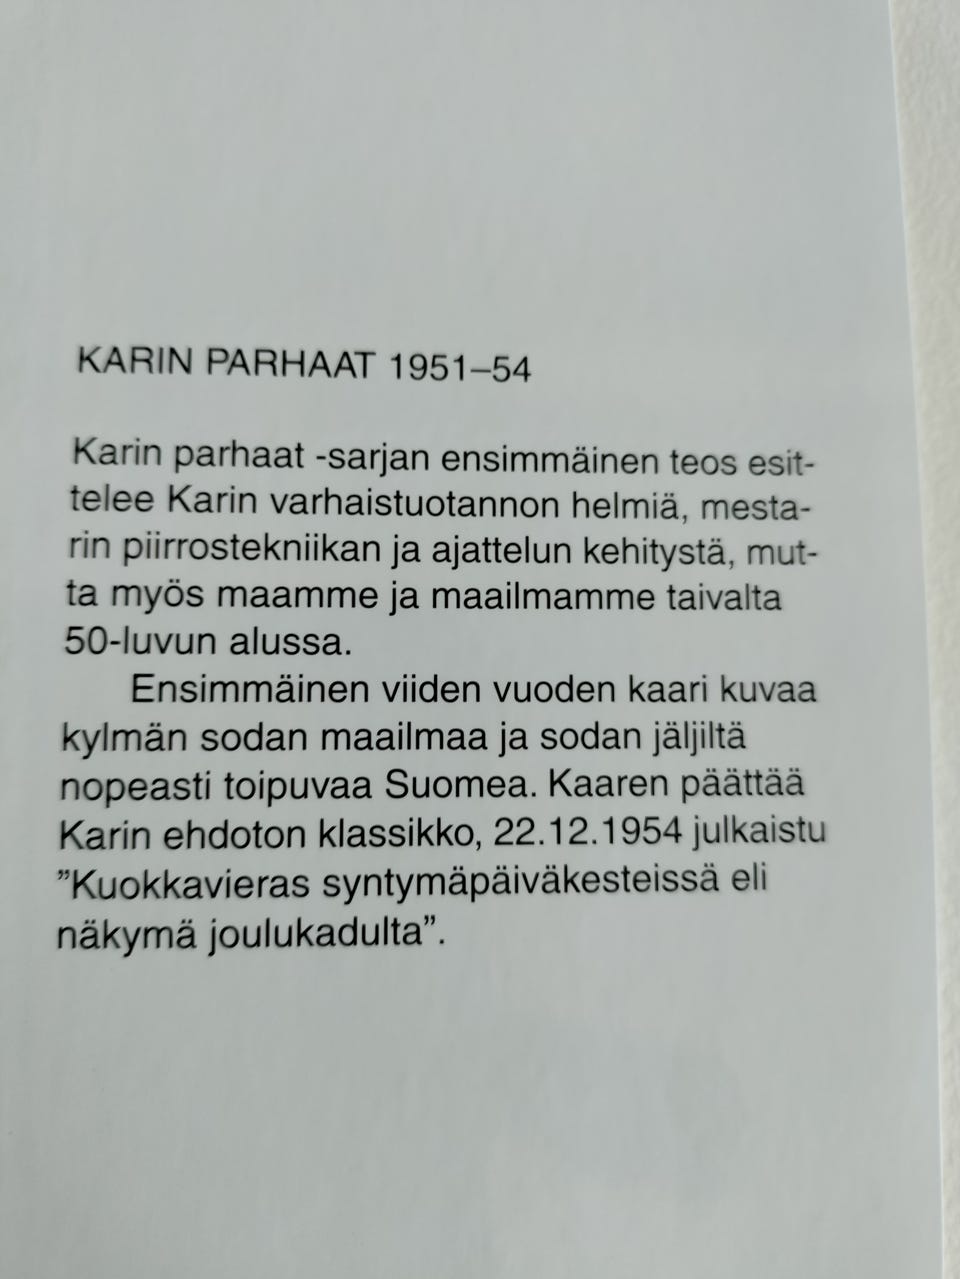 KARIN PARHAAT 1951–54
Karin parhaat -sarjan ensimmäinen teos esit-
telee Karin varhaistuotannon helmiä, mesta-
rin piirrostekniikan ja ajattelun kehitystä, mut-
ta myös maamme ja maailmamme taivalta
50-luvun alussa.
Ensimmäinen viiden vuoden kaari kuvaa
kylmän sodan maailmaa ja sodan jäljiltä
nopeasti toipuvaa Suomea. Kaaren päättää
Karin ehdoton klassikko, 22.12.1954 julkaistu
”Kuokkavieras syntymäpäiväkesteissä eli
näkymä joulukadulta”.